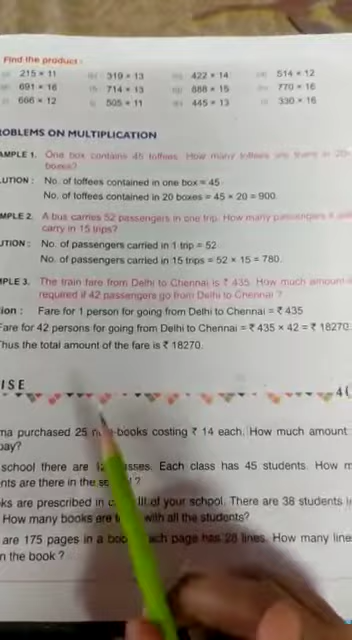 Find the product :
215 × 11 319 × 13 422 × 14 514 × 12
691 × 16 714 × 13 688 × 15 770 × 16
666 × 12 505 × 11 445 × 13 330 × 16
OBLEMS ON MULTIPLICATION
AMPLE 1. One box contains 45 toffees. How many toffees are there in 20
boxes?
UTION : No. of toffees contained in one box = 45
No. of toffees contained in 20 boxes = 45 × 20 = 900.
MPLE 2. A bus carries 52 passengers in one trip. How many passengers
carry in 15 trips?
UTION : No. of passengers carried in 1 trip = 52
No. of passengers carried in 15 trips = 52 × 15 = 780.
MPLE 3. The train fare from Delhi to Chennai is ₹ 435. How much amount
required if 42 passengers go from Delhi to Chennai ?
ion : Fare for 1 person for going from Delhi to Chennai = ₹ 435
Fare for 42 persons for going from Delhi to Chennai = ₹ 435 × 42 = ₹ 18270
Thus the total amount of the fare is ₹ 18270.
ISE 4(
ma purchased 25 books costing ₹ 14 each. How much amount
pay?
school there are Each class has 45 students. How m
nts are there in the
ks are prescribed in III of your school. There are 38 students i
How many books are with all the students?
are 175 pages in a each page has 28 lines. How many line
n the book ?